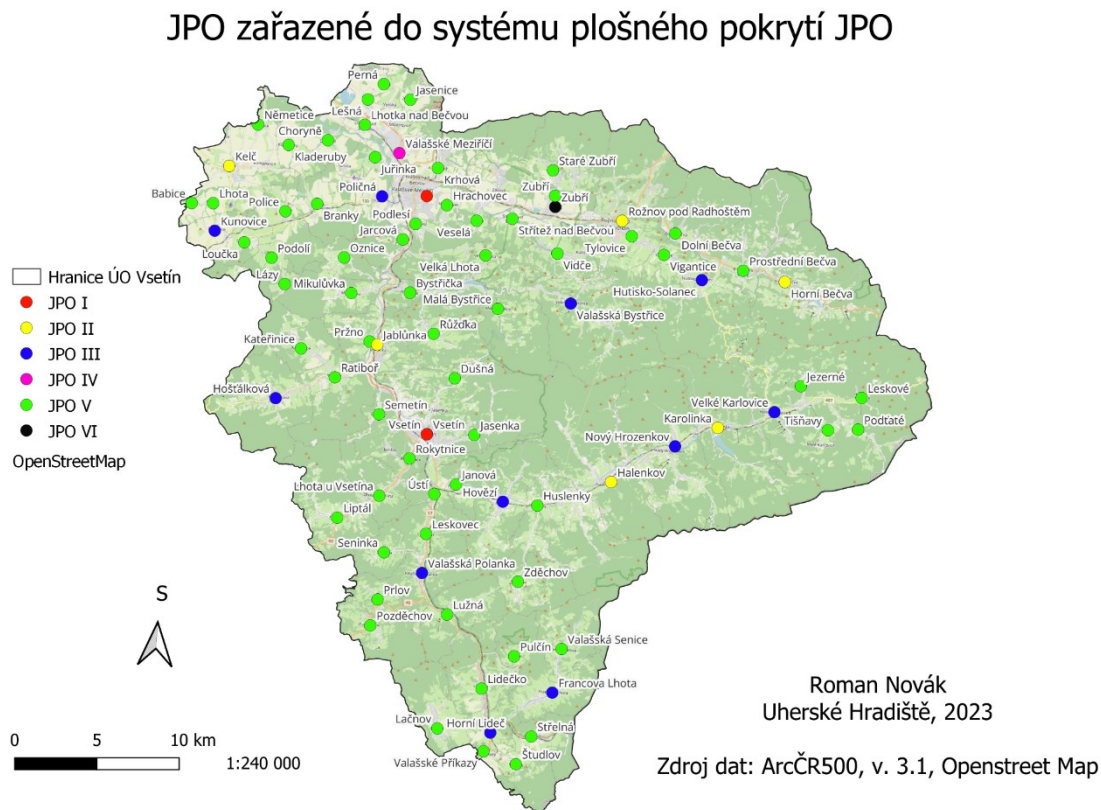 JPO zařazené do systému plošného pokrytí JPO
Perná
Jasenice
Lešná
Lhotka nad Bečvou
Němetice
Choryně
Valašské Meziříčí
Kelč
Kladeruby
Juřinka
Krhová
Staré Zubří
Babice
Lhota
Police
Poličná
Hrachovec
Zubří
Zubří
Kunovice
Branky
Podlesí
Rožnov pod Radhoštěm
Jarcová
Veselá
Střítež nad Bečvou
Loučka
Podolí
Oznice
Tylovice
Dolní Bečva
Velká Lhota
Vidče
Vigantice
Prostřední Bečva
Lázy
Mikulůvka
Bystřička
Hutisko-Solanec
Horní Bečva
Malá Bystřice
Valašská Bystřice
Růžďka
Pržno
Jablůnka
Kateřinice
Ratiboř
Dušná
Hošťálková
Jezerné
Leskové
Semetín
Velké Karlovice
Vsetín
Vsetín
Jasenka
Karolinka
Tišňavy
Podťaté
Rokytnice
Nový Hrozenkov
Janová
Halenkov
Lhota u Vsetína
Ústí
Hovězí
Huslenky
Liptál
Leskovec
Seninka
Valašská Polanka
Zděchov
Prlov
Pozděchov
Lužná
Pulčín
Valašská Senice
Lidečko
Francova Lhota
Lačnov
Horní Lideč
Střelná
Valašské Příkazy
Študlov
Hranice ÚO Vsetín
JPO I
JPO II
JPO III
JPO IV
JPO V
JPO VI
OpenStreetMap
S
0 5 10 km
1:240 000
Roman Novák
Uherské Hradiště, 2023
Zdroj dat: ArcČR500, v. 3.1, Openstreet Map